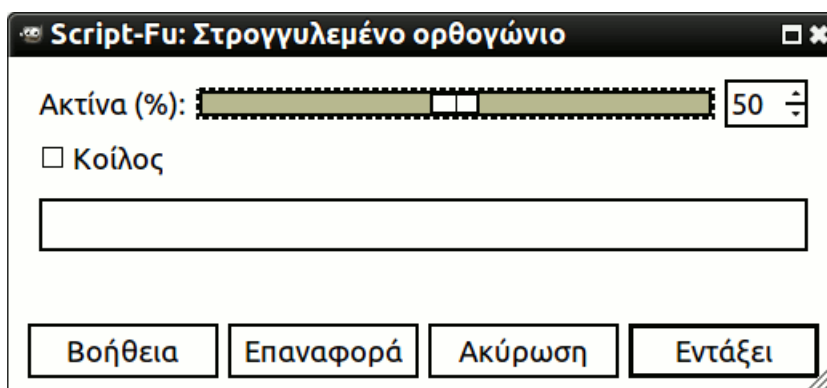 Script-Fu: Στρογγυλεμένο ορθογώνιο
Ακτίνα (%): 50
Κοίλος
Βοήθεια Επαναφορά Ακύρωση Εντάξει